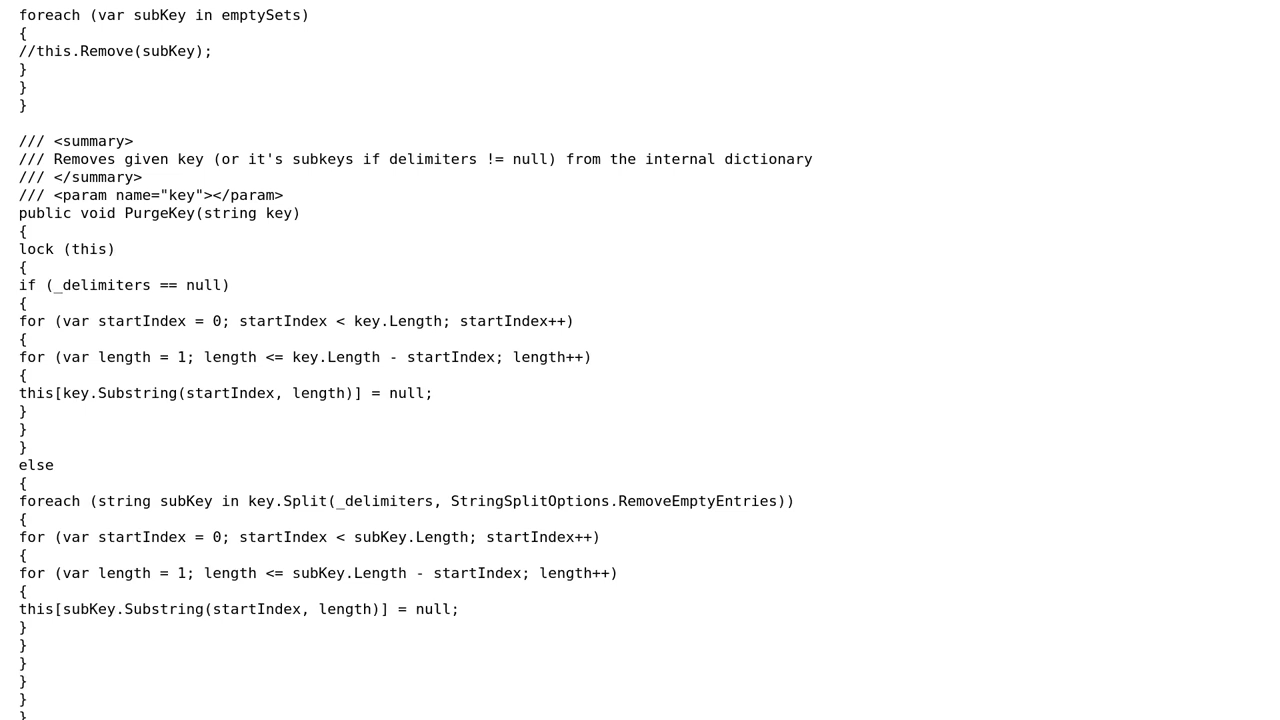 foreach (var subKey in emptySets)
{
//this.Remove(subKey);
}
}
}

/// <summary>
/// Removes given key (or it's subkeys if delimiters != null) from the internal dictionary
/// </summary>
/// <param name="key"></param>
public void PurgeKey(string key)
{
lock (this)
{
if (_delimiters == null)
{
for (var startIndex = 0; startIndex < key.Length; startIndex++)
{
for (var length = 1; length <= key.Length - startIndex; length++)
{
this[key.Substring(startIndex, length)] = null;
}
}
}
else
{
foreach (string subKey in key.Split(_delimiters, StringSplitOptions.RemoveEmptyEntries))
{
for (var startIndex = 0; startIndex < subKey.Length; startIndex++)
{
for (var length = 1; length <= subKey.Length - startIndex; length++)
{
this[subKey.Substring(startIndex, length)] = null;
}
}
}
}
}
}